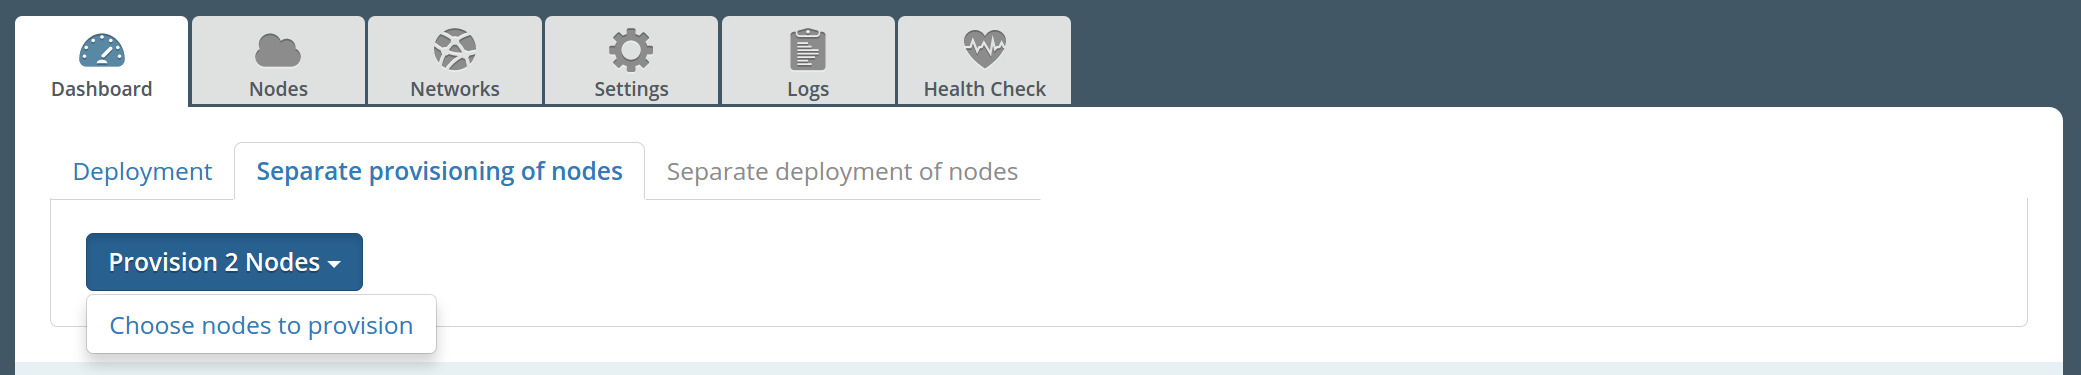 Dashboard
Nodes
Networks
Settings
Logs
Health Check
Deployment
Separate provisioning of nodes
Separate deployment of nodes
Provision 2 Nodes
Choose nodes to provision